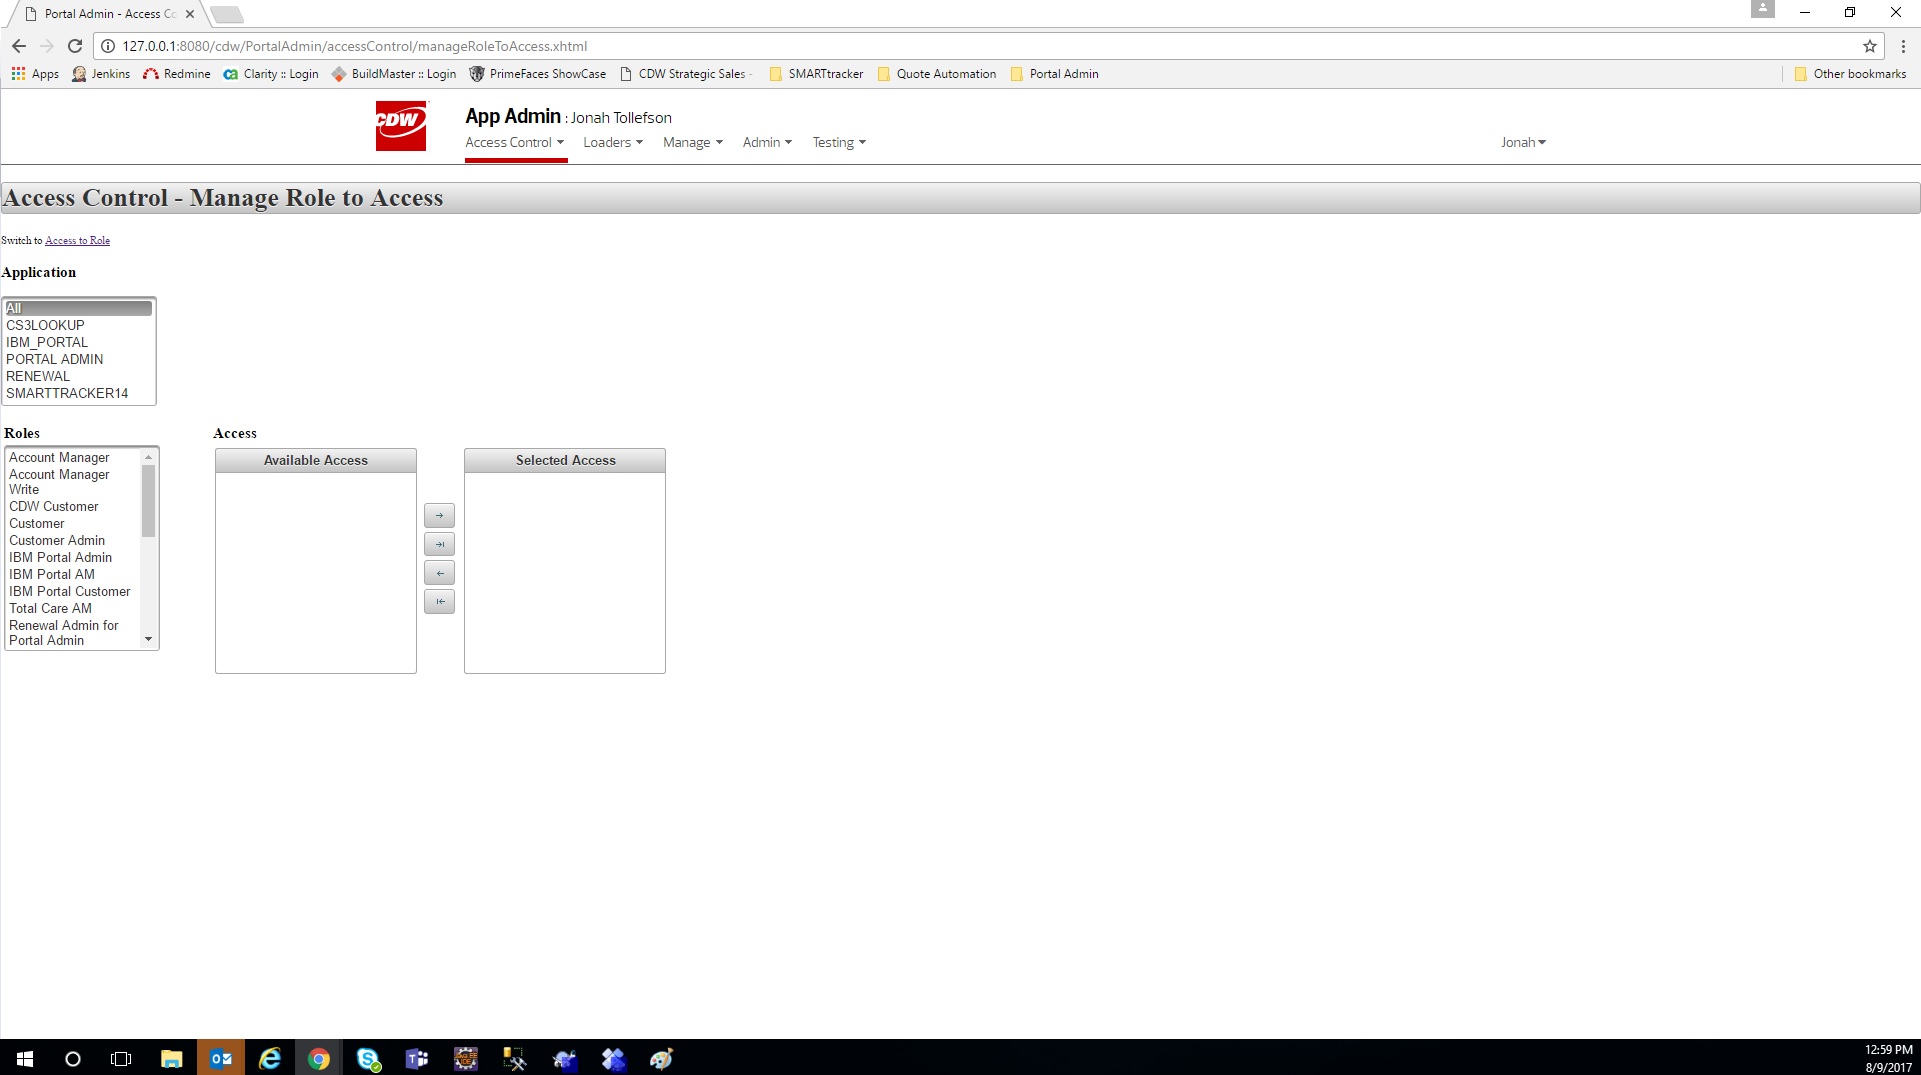 Portal Admin - Access Co
127.0.0.1:8080/cdw/PortalAdmin/accessControl/manageRoleToAccess.xhtml
Apps Jenkins Redmine Clarity :: Login BuildMaster :: Login PrimeFaces ShowCase CDW Strategic Sales - SMARTtracker Quote Automation Portal Admin Other bookmarks
CDW
App Admin : Jonah Tollefson
Access Control Loaders Manage Admin Testing Jonah
Access Control - Manage Role to Access
Switch to Access to Role
Application
All
CS3LOOKUP
IBM_PORTAL
PORTAL ADMIN
RENEWAL
SMARTTRACKER14
Roles
Account Manager
Account Manager
Write
CDW Customer
Customer
Customer Admin
IBM Portal Admin
IBM Portal AM
IBM Portal Customer
Total Care AM
Renewal Admin for
Portal Admin
Access
Available Access
Selected Access
12:59 PM
8/9/2017